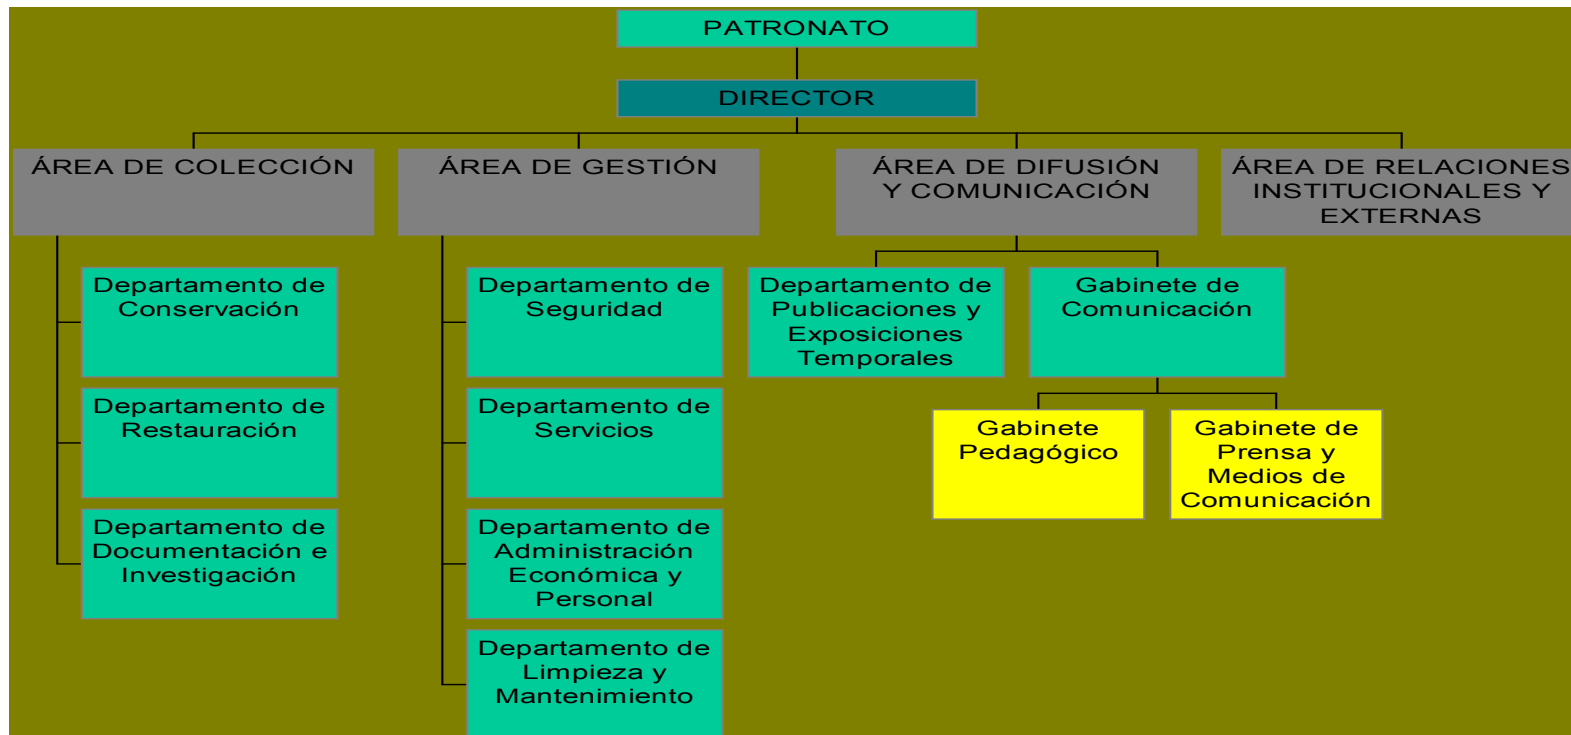 PATRONATO
DIRECTOR
ÁREA DE COLECCIÓN
ÁREA DE GESTIÓN
ÁREA DE DIFUSIÓN
Y COMUNICACIÓN
ÁREA DE RELACIONES
INSTITUCIONALES Y
EXTERNAS
Departamento de
Conservación
Departamento de
Restauración
Departamento de
Documentación e
Investigación
Departamento de
Seguridad
Departamento de
Servicios
Departamento de
Administración
Económica y
Personal
Departamento de
Limpieza y
Mantenimiento
Departamento de
Publicaciones y
Exposiciones
Temporales
Gabinete de
Comunicación
Gabinete
Pedagógico
Gabinete de
Prensa y
Medios de
Comunicación